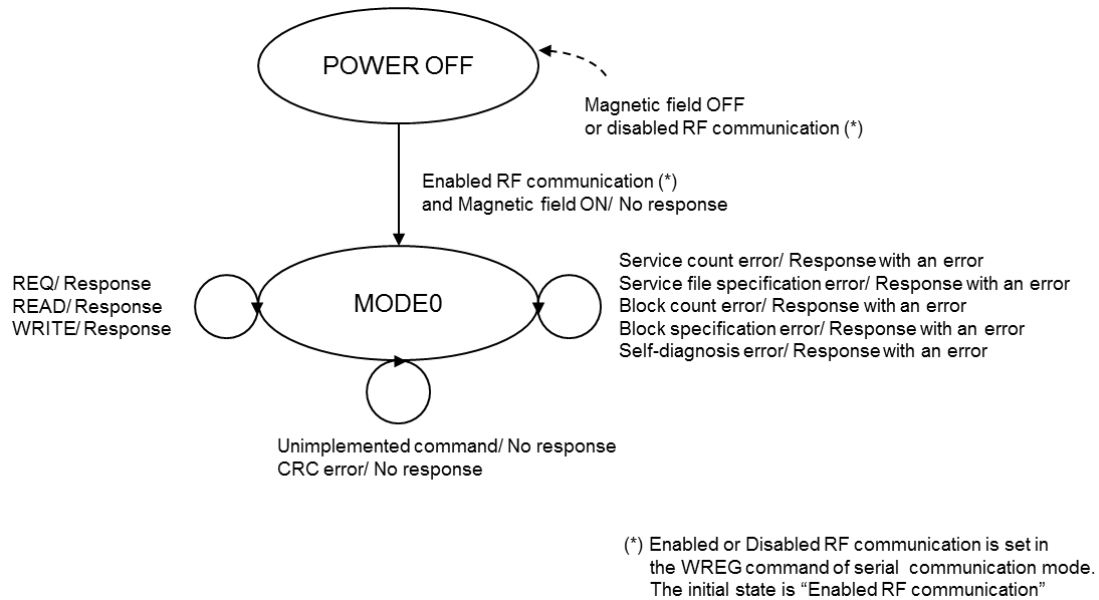 POWER OFF
Magnetic field OFF
or disabled RF communication (*)
Enabled RF communication (*)
and Magnetic field ON/ No response
REQ/ Response
READ/ Response
WRITE/ Response
MODE0
Service count error/ Response with an error
Service file specification error/ Response with an error
Block count error/ Response with an error
Block specification error/ Response with an error
Self-diagnosis error/ Response with an error
Unimplemented command/ No response
CRC error/ No response
(*) Enabled or Disabled RF communication is set in
the WREG command of serial communication mode.
The initial state is “Enabled RF communication”